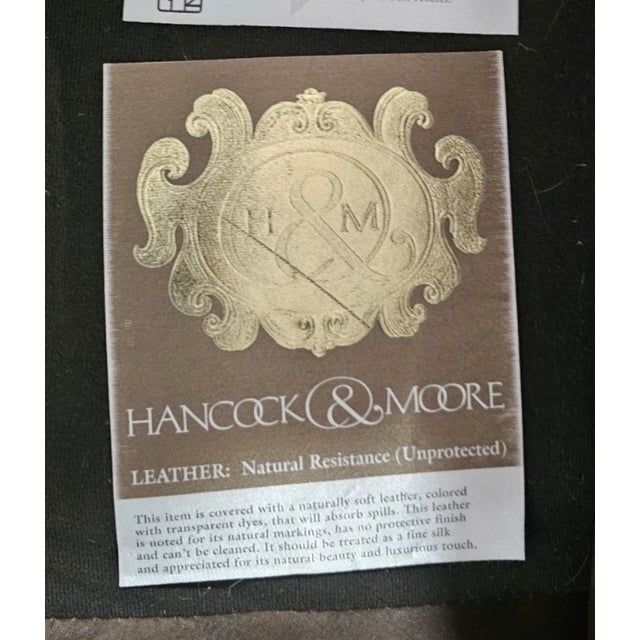 12
H & M
HANCOCK & MOORE
LEATHER: Natural Resistance (Unprotected)
This item is covered with a naturally soft leather, colored
with transparent dyes, that will absorb spills. This leather
is noted for its natural markings, has no protective finish
and can't be cleaned. It should be treated as a fine silk
and appreciated for its natural beauty and luxurious touch.